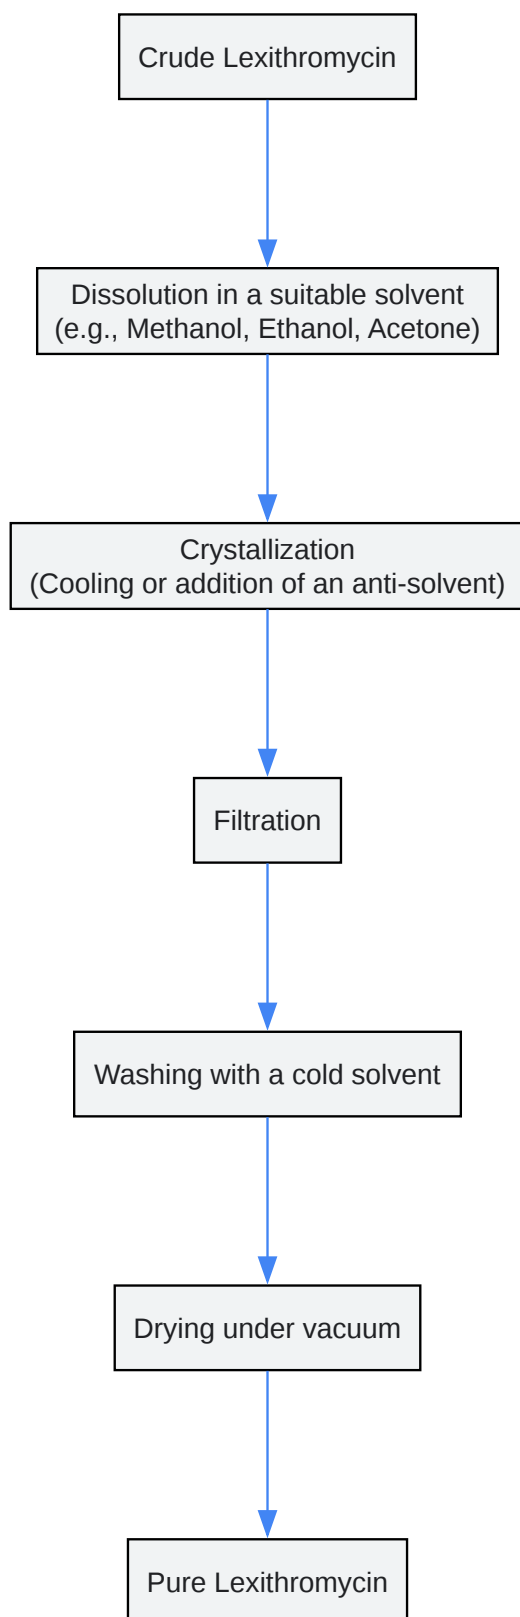 Crude Lexithromycin
Dissolution in a suitable solvent
(e.g., Methanol, Ethanol, Acetone)
Crystallization
(Cooling or addition of an anti-solvent)
Filtration
Washing with a cold solvent
Drying under vacuum
Pure Lexithromycin